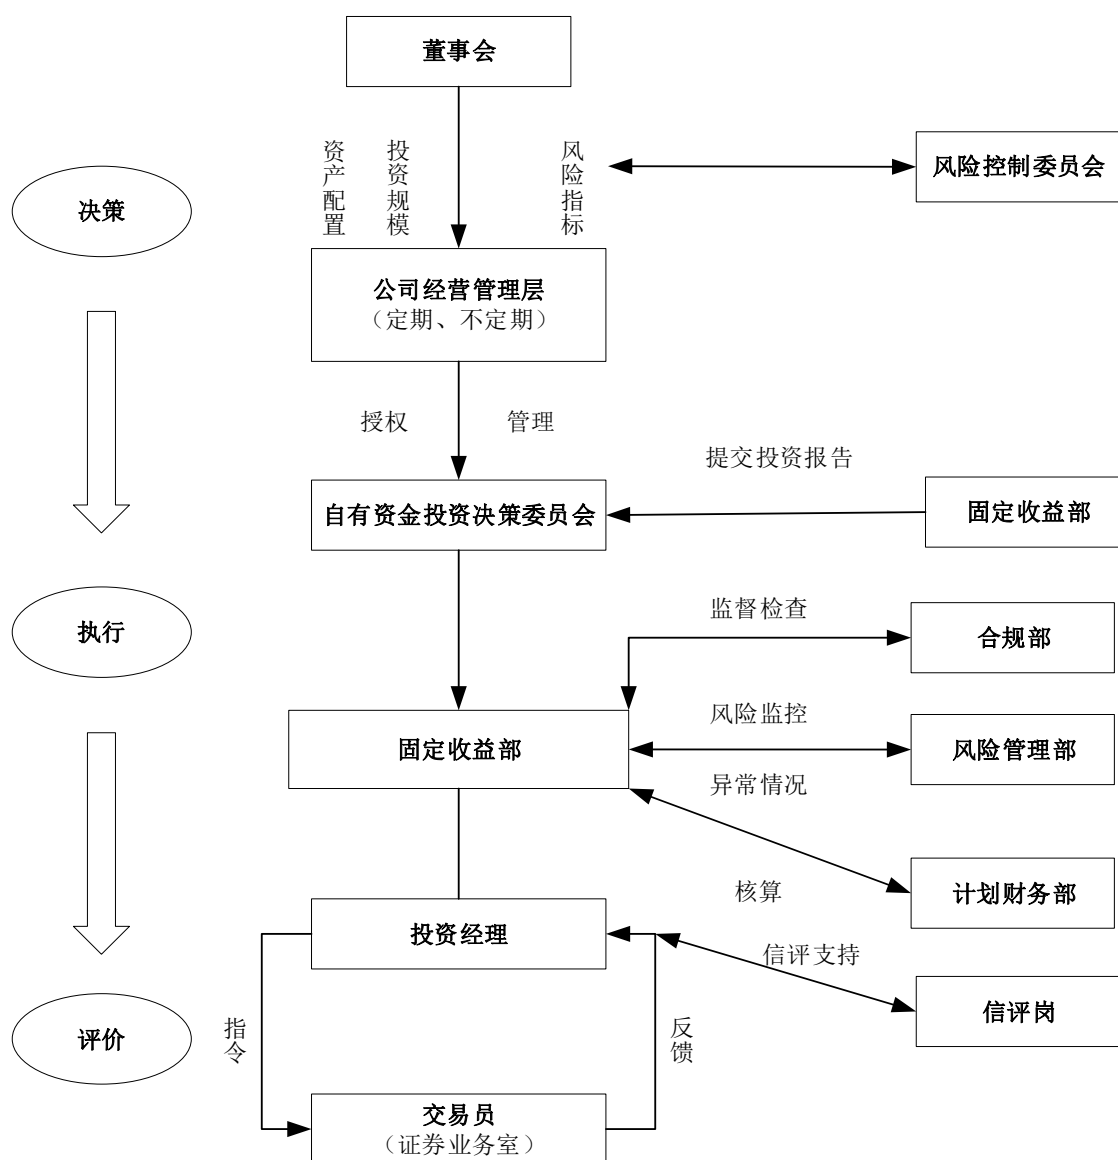 董事会
资产配置
投资规模
风险指标
风险控制委员会
决策
公司经营管理层
（定期、不定期）
授权
管理
提交投资报告
自有资金投资决策委员会
固定收益部
监督检查
执行
合规部
风险监控
固定收益部
风险管理部
异常情况
核算
计划财务部
投资经理
信评支持
信评岗
评价
指令
反馈
交易员
（证券业务室）